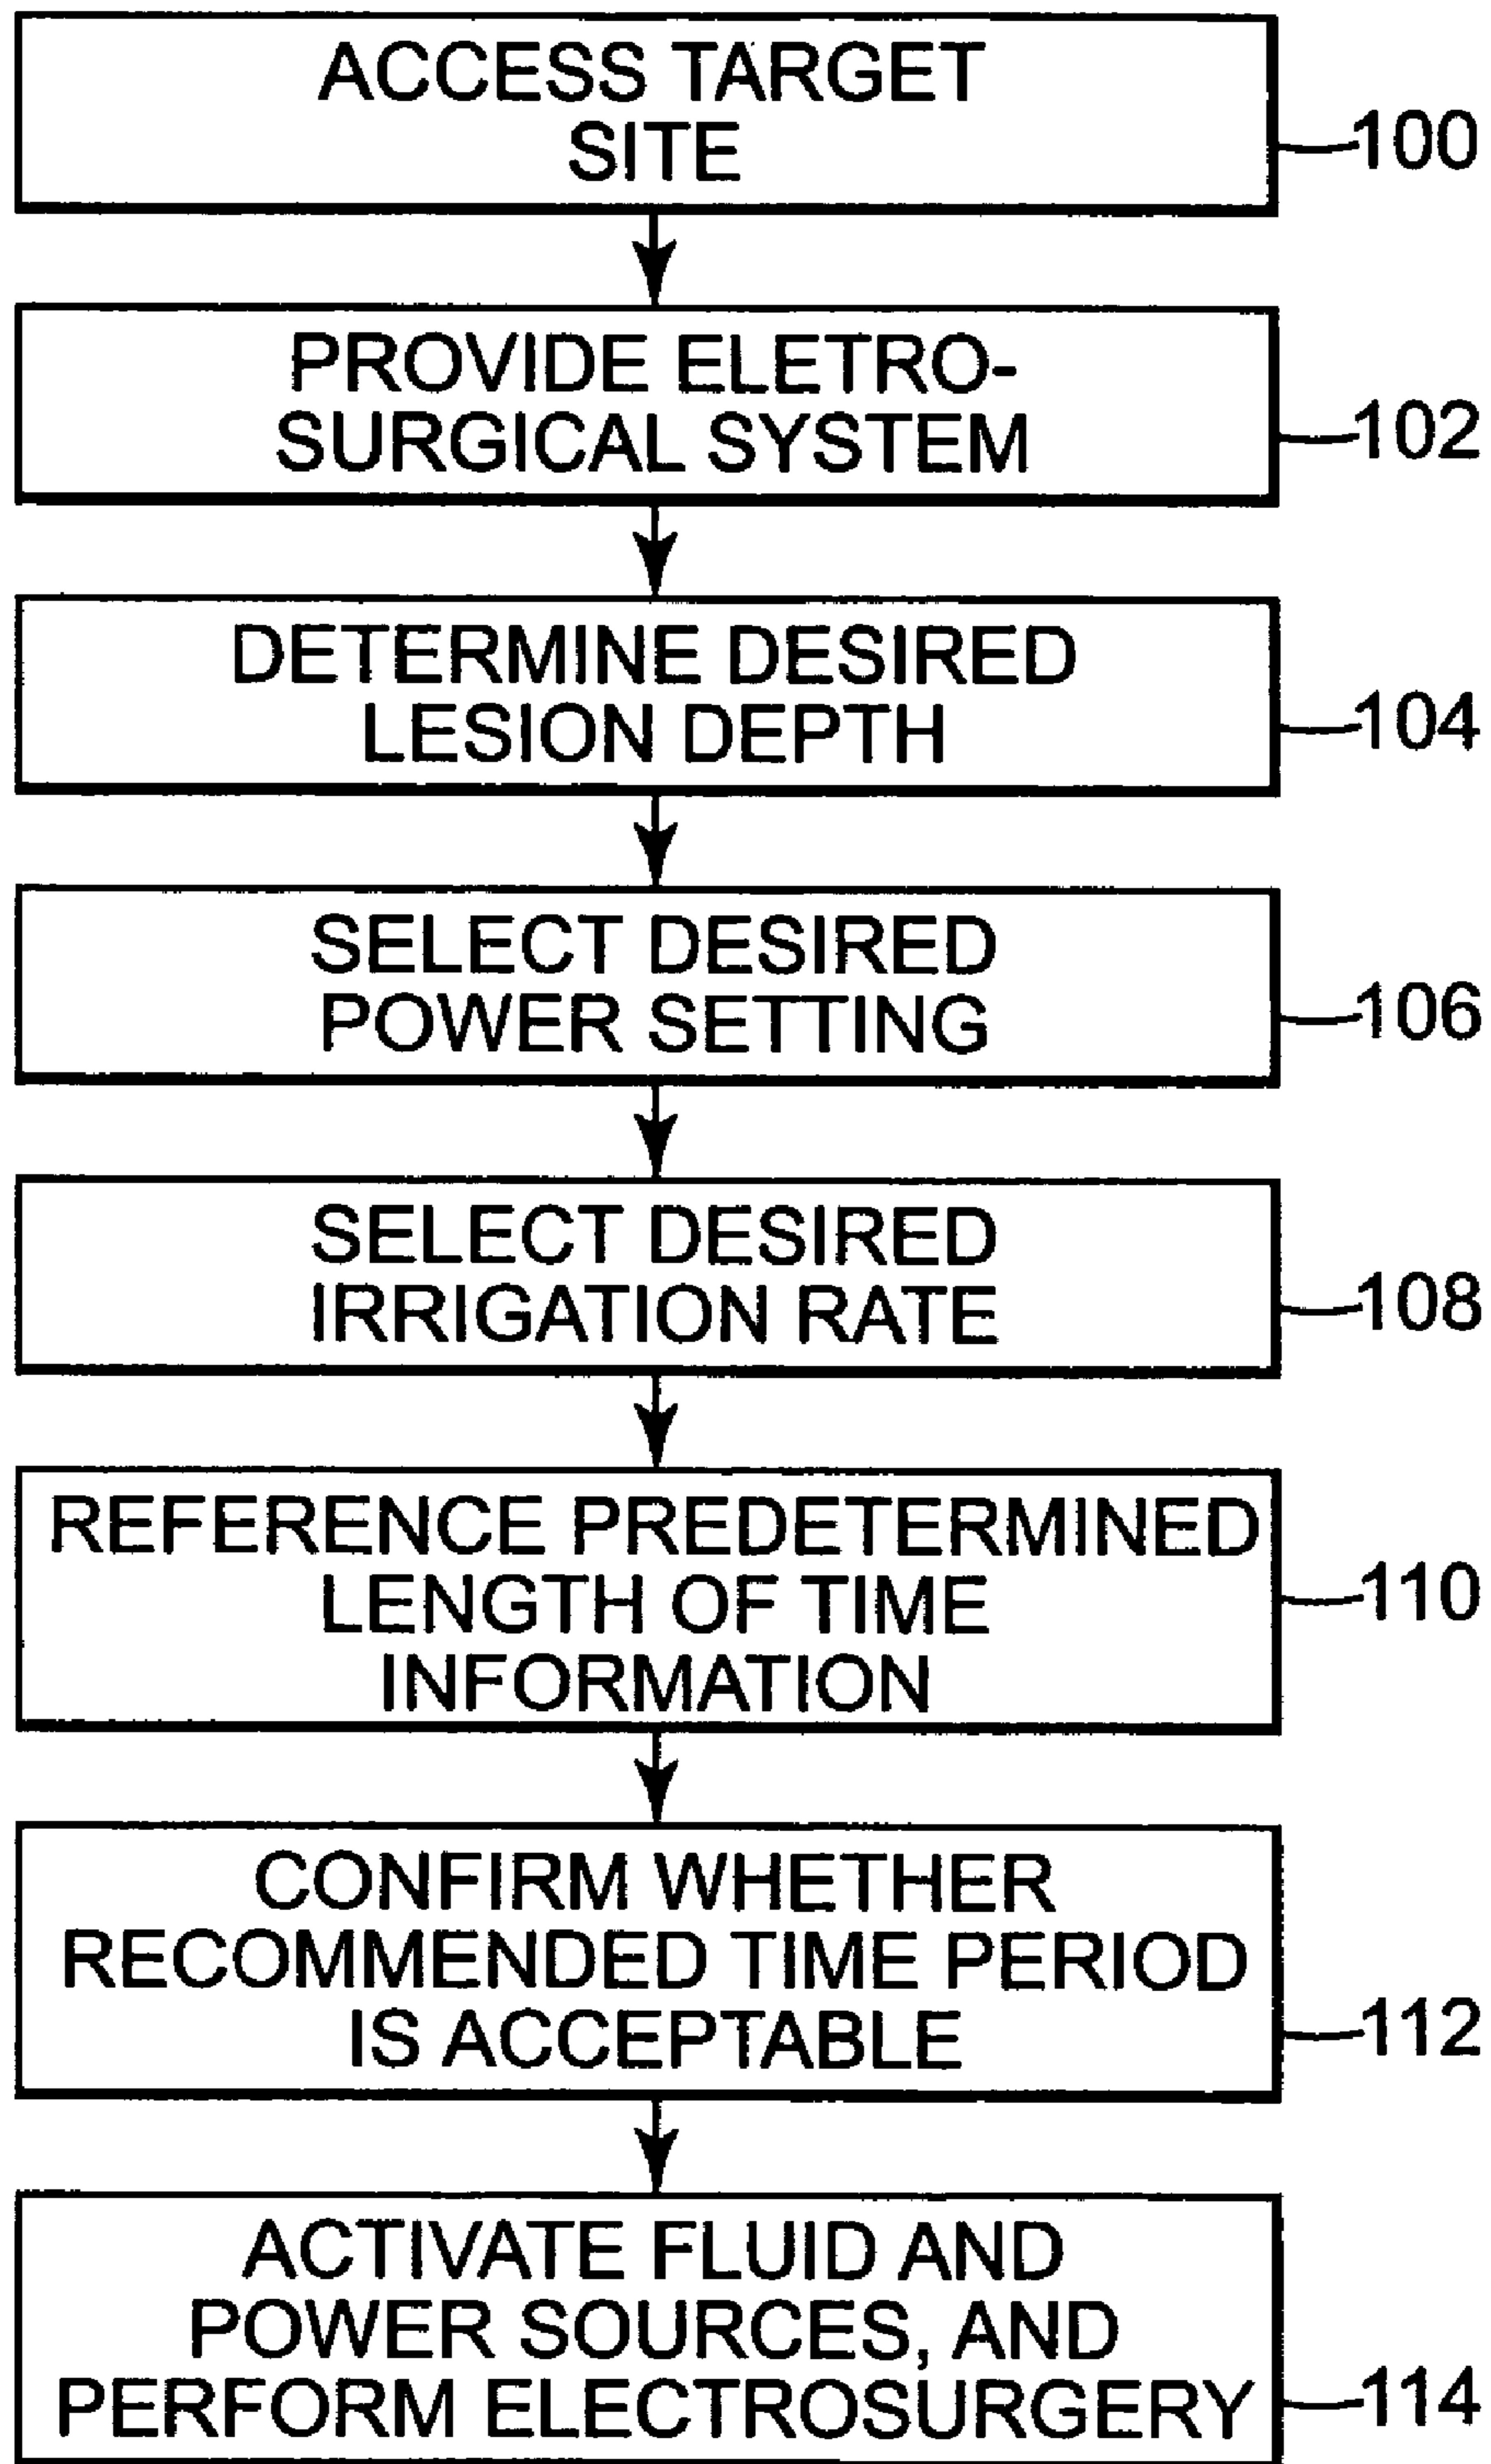 ACCESS TARGET
SITE
100
PROVIDE ELETRO-
SURGICAL SYSTEM
102
DETERMINE DESIRED
LESION DEPTH
104
SELECT DESIRED
POWER SETTING
106
SELECT DESIRED
IRRIGATION RATE
108
REFERENCE PREDETERMINED
LENGTH OF TIME
INFORMATION
110
CONFIRM WHETHER
RECOMMENDED TIME PERIOD
IS ACCEPTABLE
112
ACTIVATE FLUID AND
POWER SOURCES, AND
PERFORM ELECTROSURGERY
114